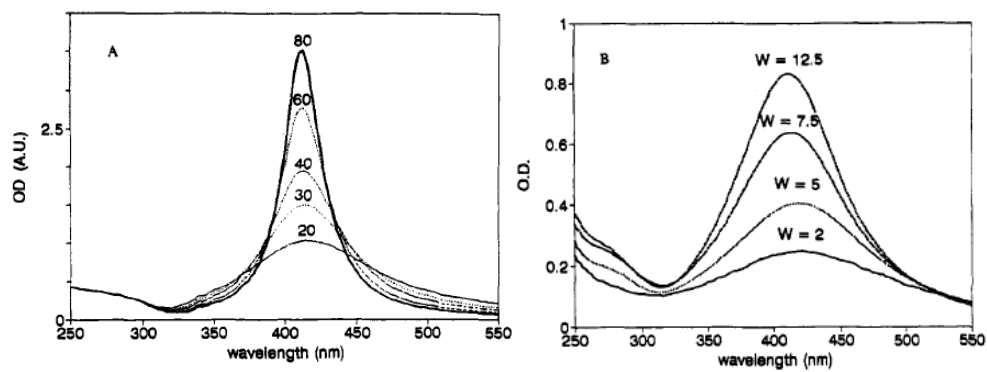 A
80
60
40
30
20
2.5
0
OD (A.U.)
250 300 350 400 450 500 550
wavelength (nm)
B
W = 12.5
W = 7.5
W = 5
W = 2
1
0.8
0.6
0.4
0.2
0
O.D.
250 300 350 400 450 550
wavelength (nm)